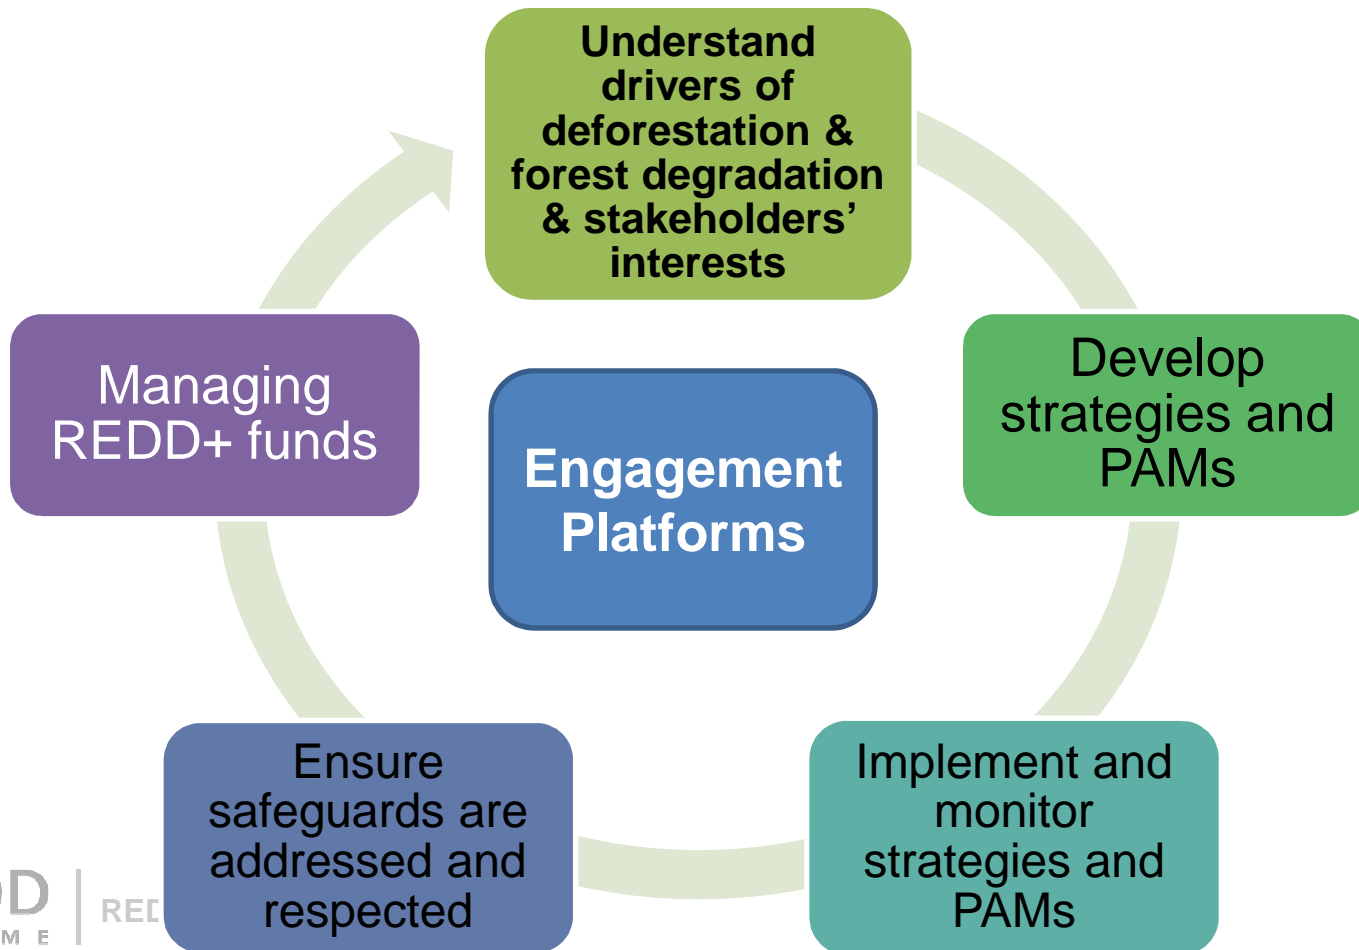 Understand
drivers of
deforestation &
forest degradation
& stakeholders’
interests
Develop
strategies and
PAMs
Implement and
monitor
strategies and
PAMs
Ensure
safeguards are
addressed and
respected
Managing
REDD+ funds
Engagement
Platforms